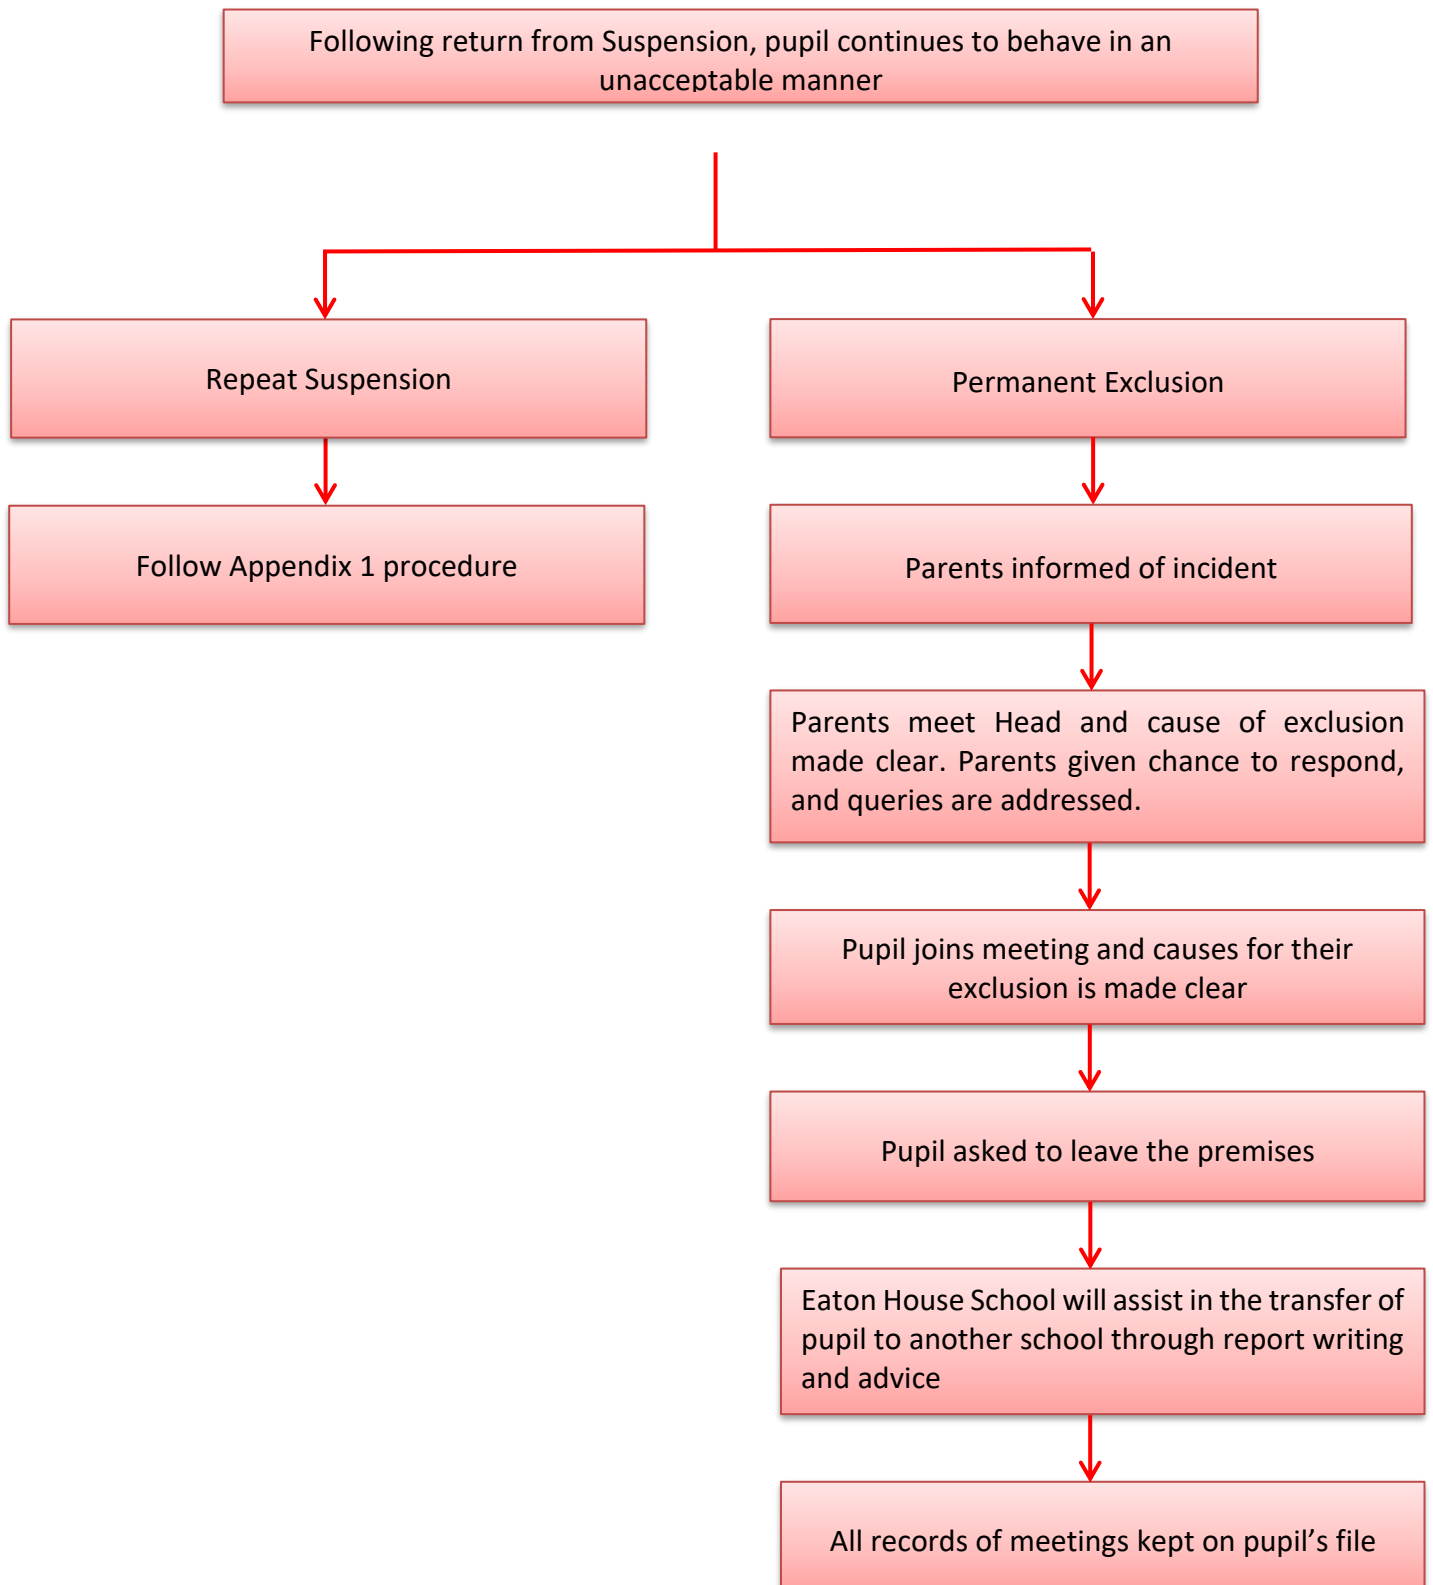 Following return from Suspension, pupil continues to behave in an
unacceptable manner
Repeat Suspension
Permanent Exclusion
Follow Appendix 1 procedure
Parents informed of incident
Parents meet Head and cause of exclusion
made clear. Parents given chance to respond,
and queries are addressed.
Pupil joins meeting and causes for their
exclusion is made clear
Pupil asked to leave the premises
Eaton House School will assist in the transfer of
pupil to another school through report writing
and advice
All records of meetings kept on pupil’s file